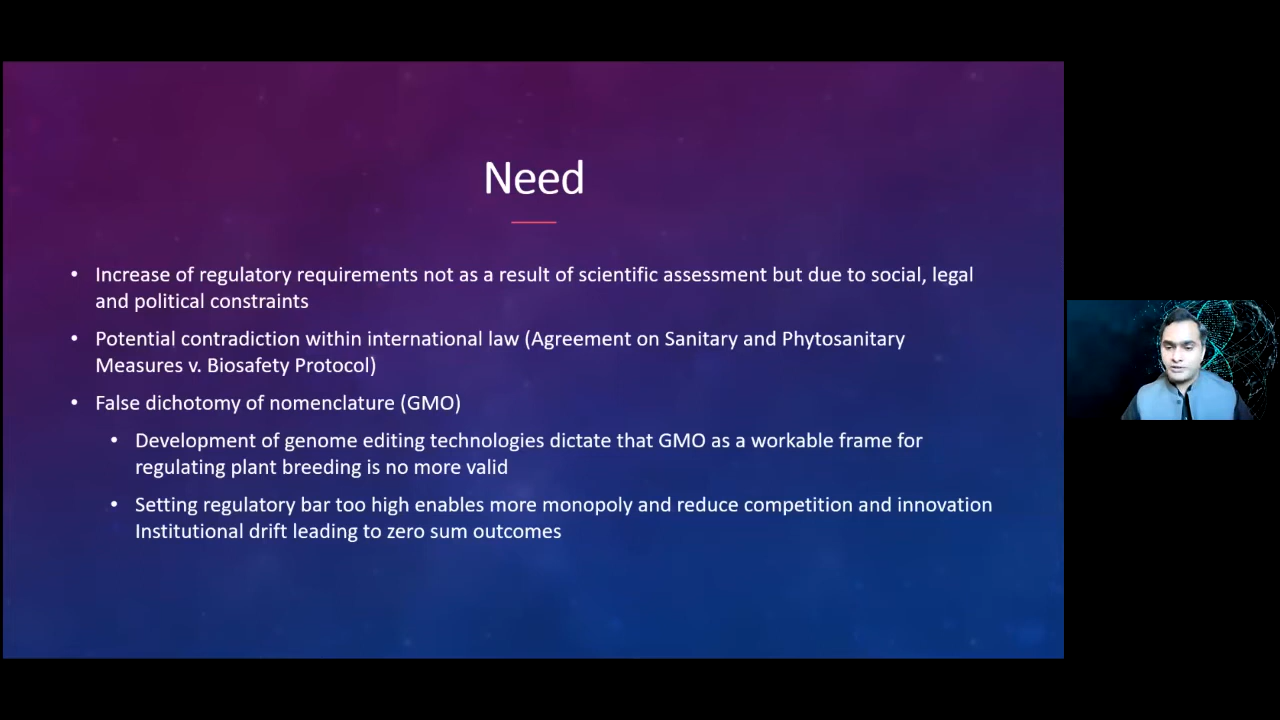 Need
• Increase of regulatory requirements not as a result of scientific assessment but due to social, legal
and political constraints
• Potential contradiction within international law (Agreement on Sanitary and Phytosanitary
Measures v. Biosafety Protocol)
• False dichotomy of nomenclature (GMO)
• Development of genome editing technologies dictate that GMO as a workable frame for
regulating plant breeding is no more valid
• Setting regulatory bar too high enables more monopoly and reduce competition and innovation
Institutional drift leading to zero sum outcomes